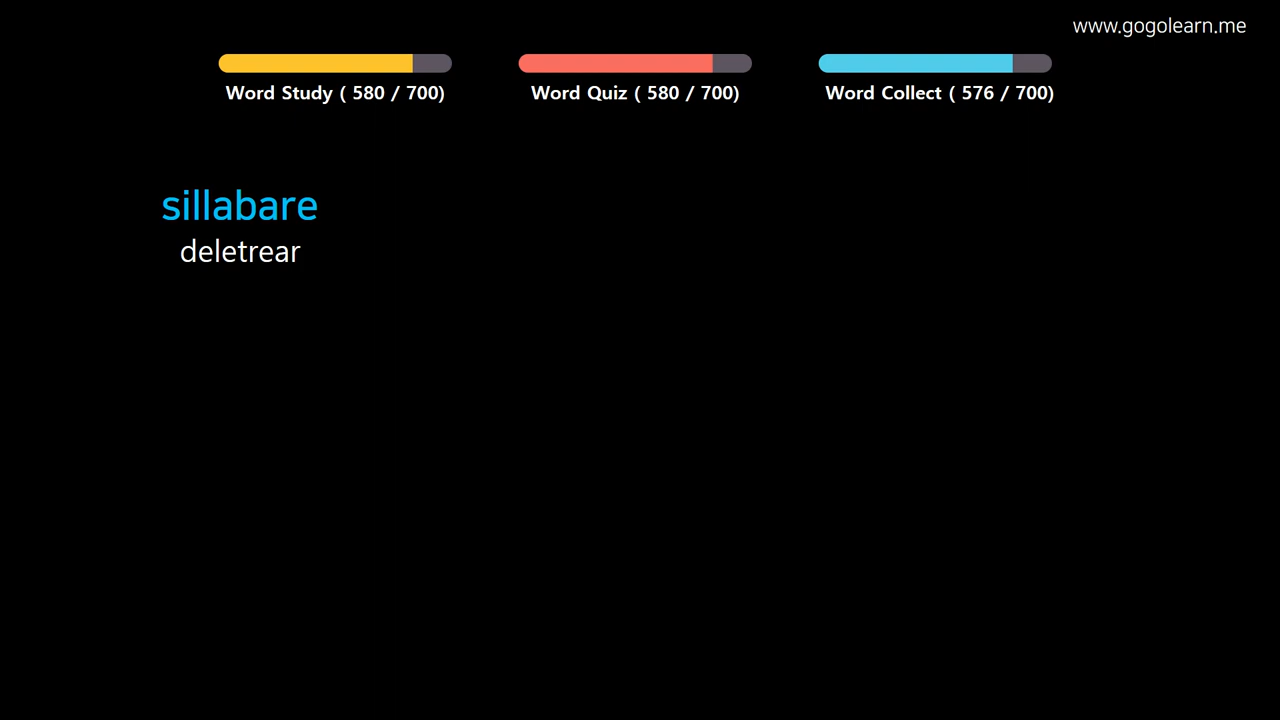 www.gogolearn.me
Word Study ( 580 / 700)
Word Quiz ( 580 / 700)
Word Collect ( 576 / 700)
sillabare
deletrear